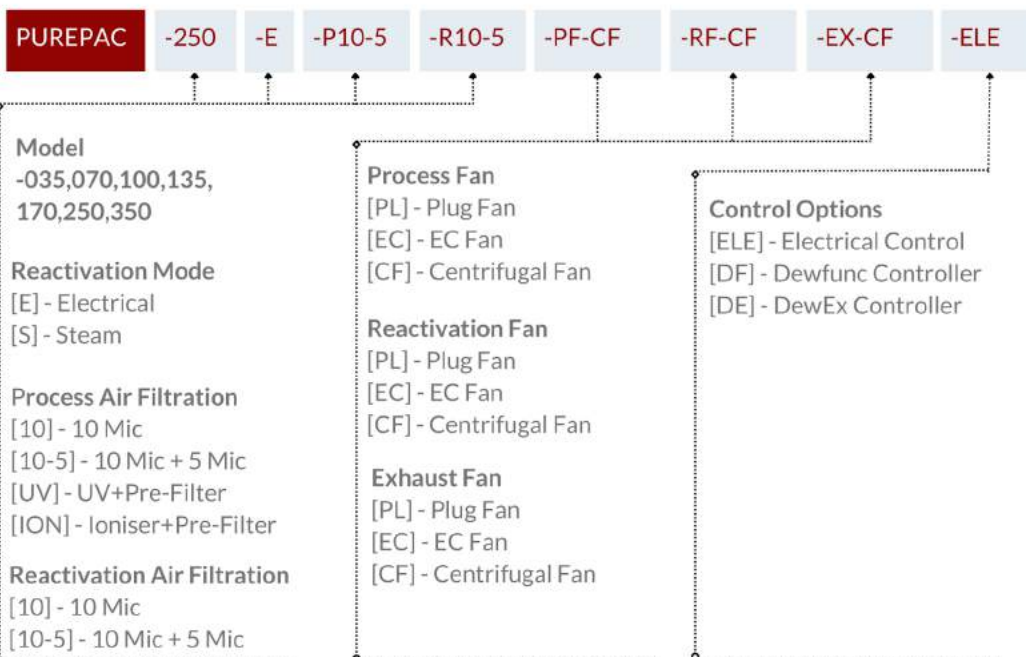 PUREPAC -250 -E -P10-5 -R10-5 -PF-CF -RF-CF -EX-CF -ELE
Model
-035,070,100,135,
170,250,350
Reactivation Mode
[E] - Electrical
[S] - Steam
Process Air Filtration
[10] - 10 Mic
[10-5] - 10 Mic + 5 Mic
[UV] - UV+Pre-Filter
[ION] - Ioniser+Pre-Filter
Reactivation Air Filtration
[10] - 10 Mic
[10-5] - 10 Mic + 5 Mic
Process Fan
[PL] - Plug Fan
[EC] - EC Fan
[CF] - Centrifugal Fan
Reactivation Fan
[PL] - Plug Fan
[EC] - EC Fan
[CF] - Centrifugal Fan
Exhaust Fan
[PL] - Plug Fan
[EC] - EC Fan
[CF] - Centrifugal Fan
Control Options
[ELE] - Electrical Control
[DF] - Dewfunc Controller
[DE] - DewEx Controller